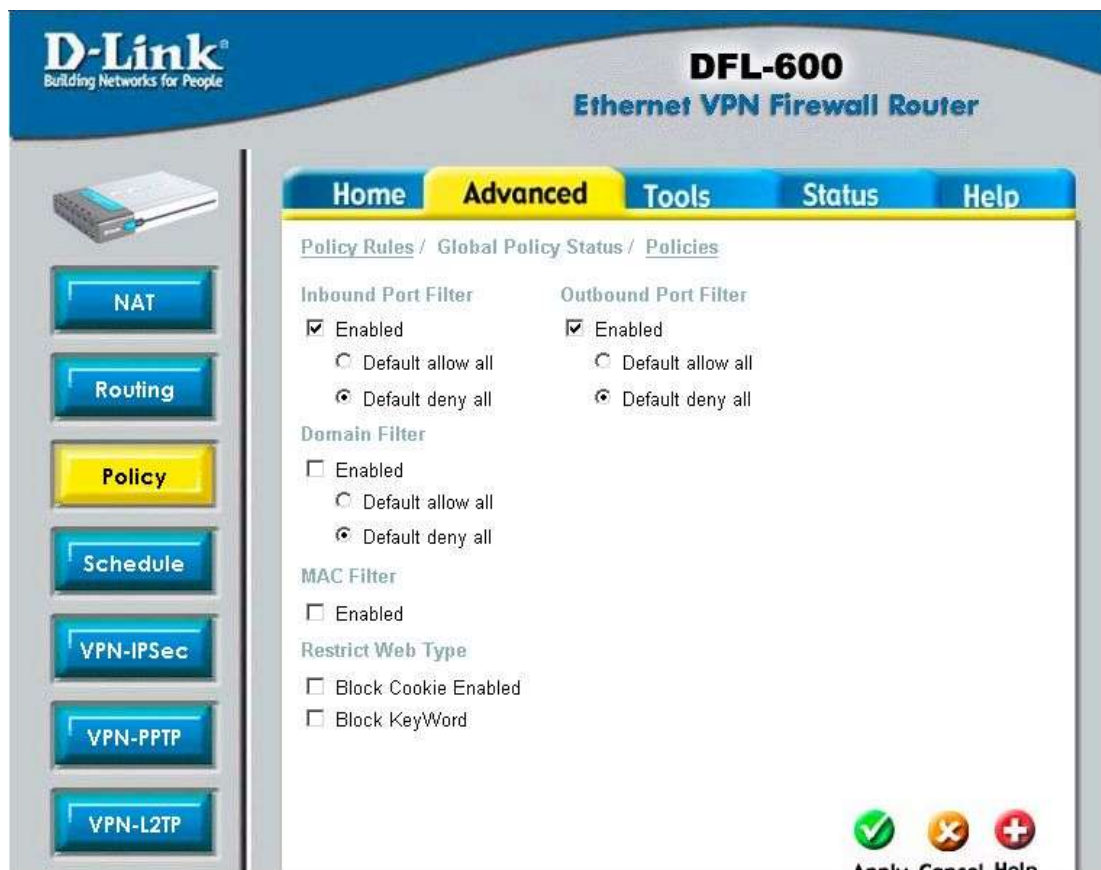 D-Link®
Building Networks for People
DFL-600
Ethernet VPN Firewall Router
Home Advanced Tools Status Help
Policy Rules / Global Policy Status / Policies
NAT
Routing
Policy
Schedule
VPN-IPSec
VPN-PPTP
VPN-L2TP
Inbound Port Filter Outbound Port Filter
Enabled Enabled
Default allow all Default allow all
Default deny all Default deny all
Domain Filter
Enabled
Default allow all
Default deny all
MAC Filter
Enabled
Restrict Web Type
Block Cookie Enabled
Block KeyWord
Apply Cancel Help